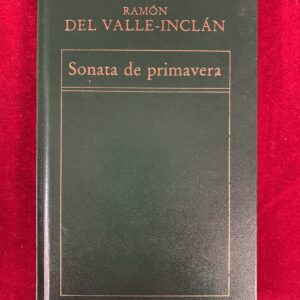 RAMÓN
DEL VALLE-INCLÁN
Sonata de primavera